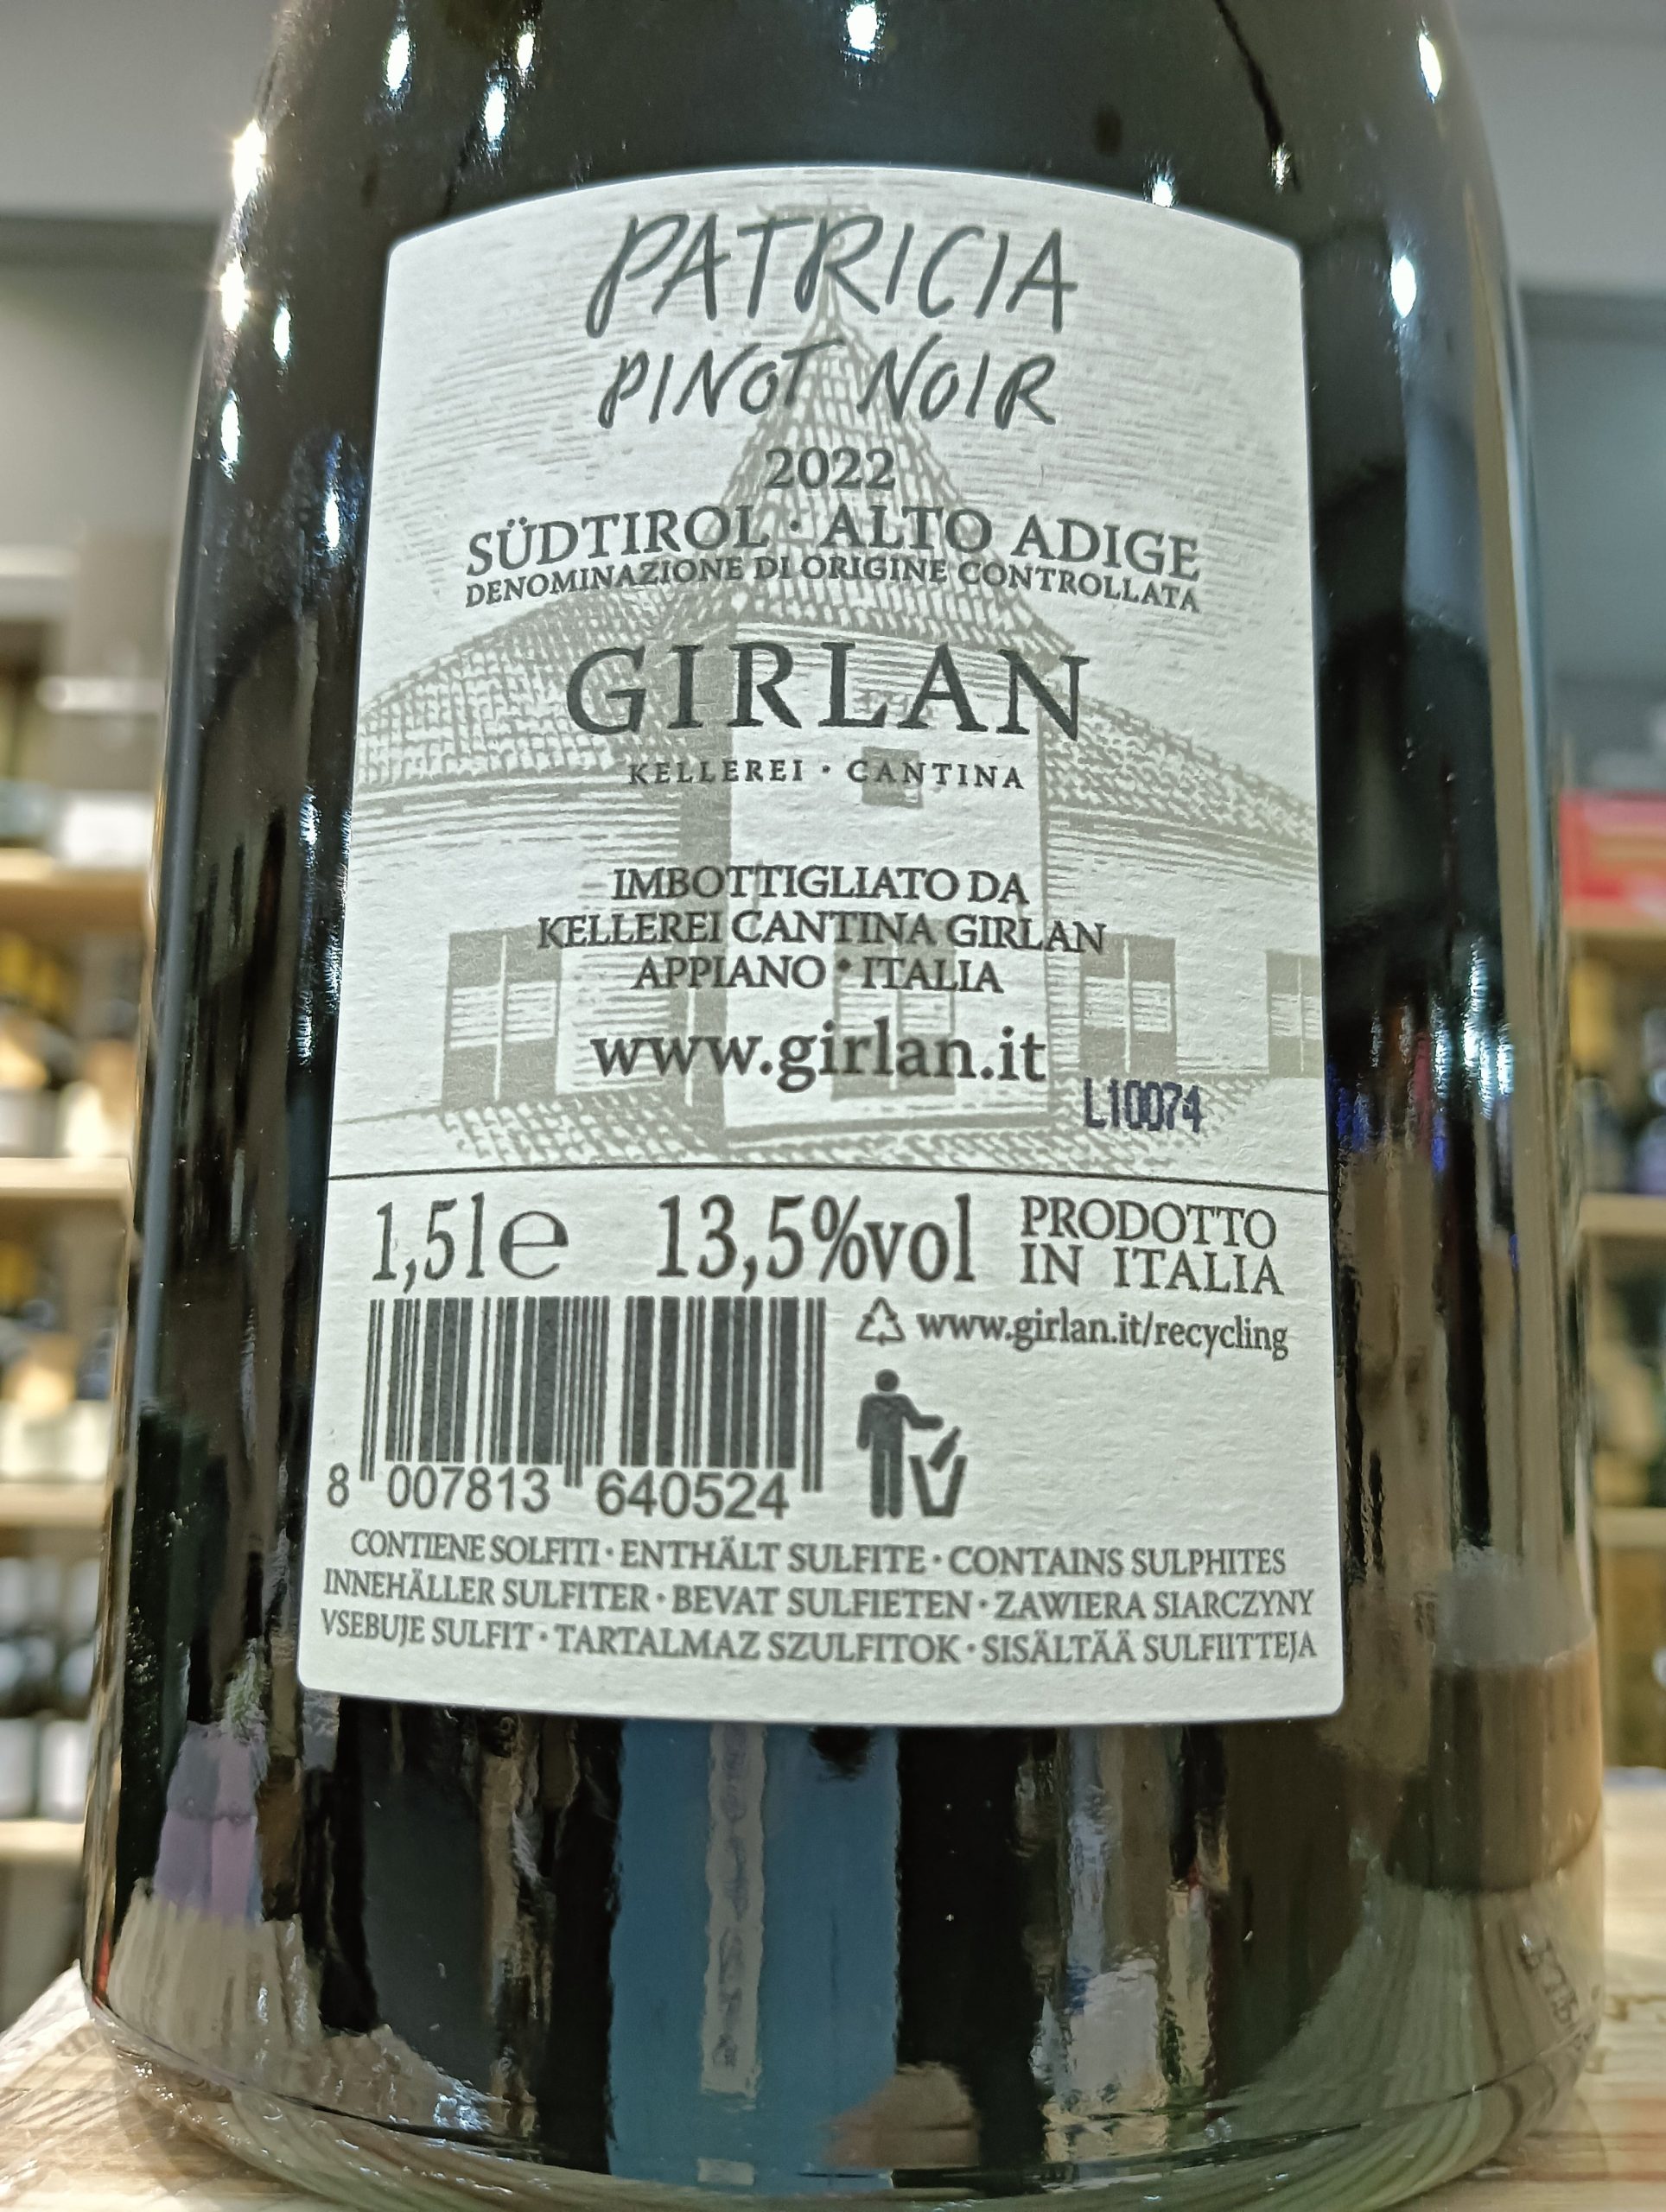 PATRICIA
PINOT NOIR
2022
SÜDTIROL · ALTO ADIGE
DENOMINAZIONE DI ORIGINE CONTROLLATA
GIRLAN
KELLEREI · CANTINA
IMBOTTIGLIATO DA
KELLEREI CANTINA GIRLAN
APPIANO · ITALIA
www.girlan.it
L10074
1,5l℮ 13,5%vol
PRODOTTO
IN ITALIA
www.girlan.it/recycling
8 007813 640524
CONTIENE SOLFITI · ENTHÄLT SULFITE · CONTAINS SULPHITES
INNEHÄLLER SULFITER · BEVAT SULFIETEN · ZAWIERA SIARCZYNY
VSEBUJE SULFIT · TARTALMAZ SZULFITOK · SISÄLTÄÄ SULFIITTEJA